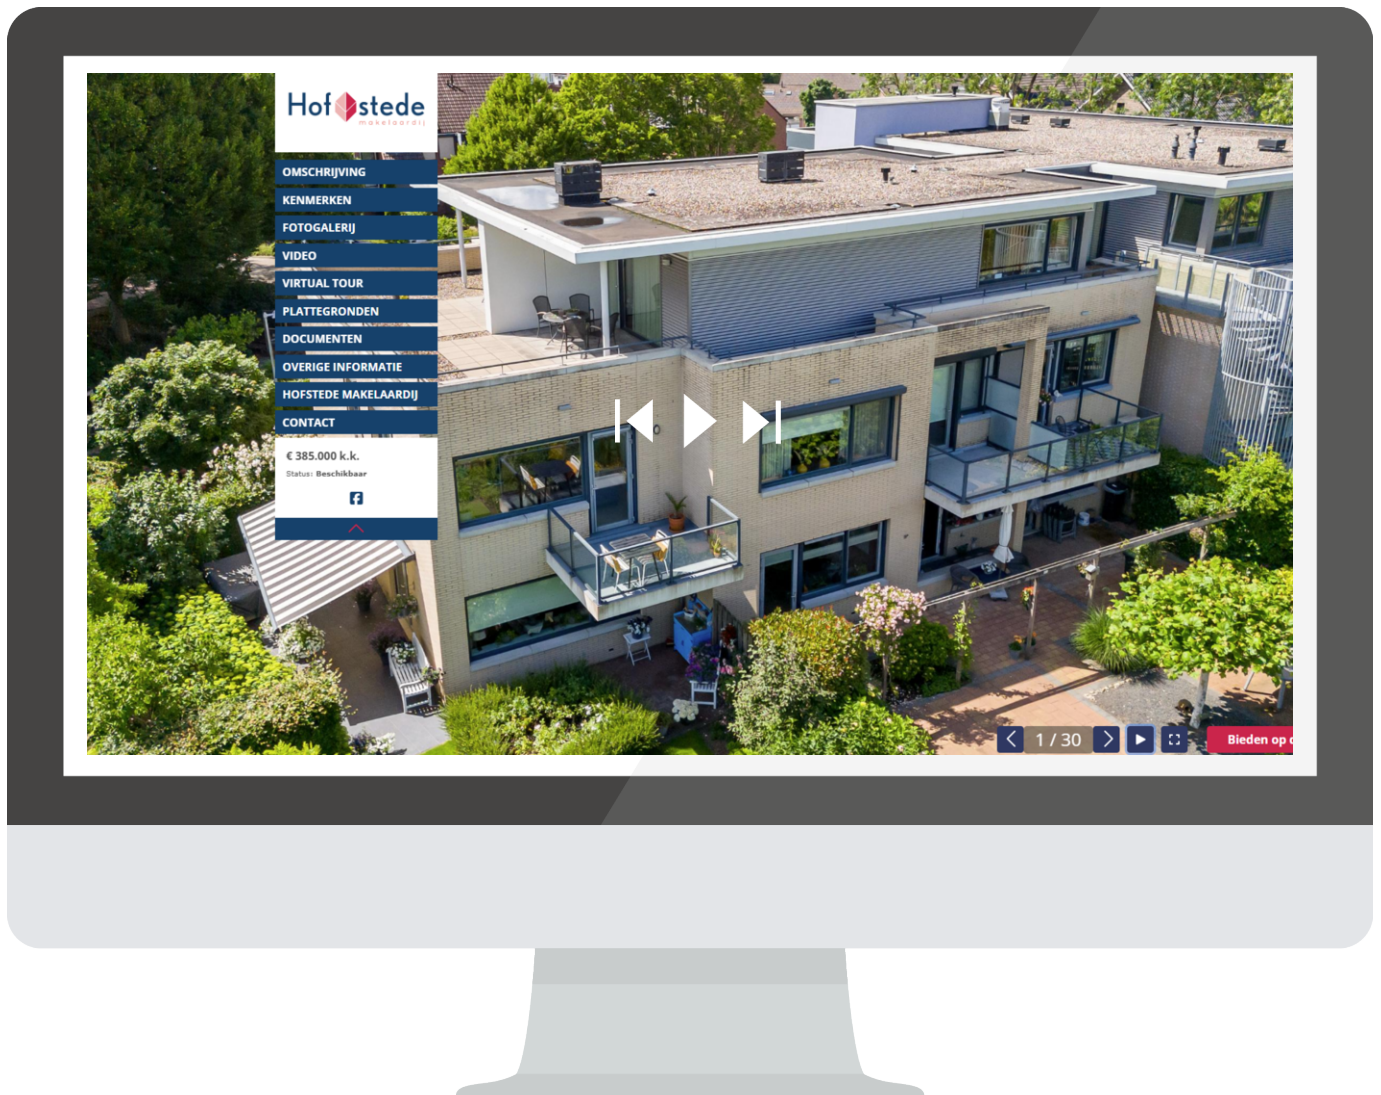 Hofstede
makelaardij
OMSCHRIJVING
KENMERKEN
FOTOGALERIJ
VIDEO
VIRTUAL TOUR
PLATTEGRONDEN
DOCUMENTEN
OVERIGE INFORMATIE
HOFSTEDE MAKELAARDIJ
CONTACT
€ 385.000 k.k.
Status: Beschikbaar
1 / 30
Bieden op